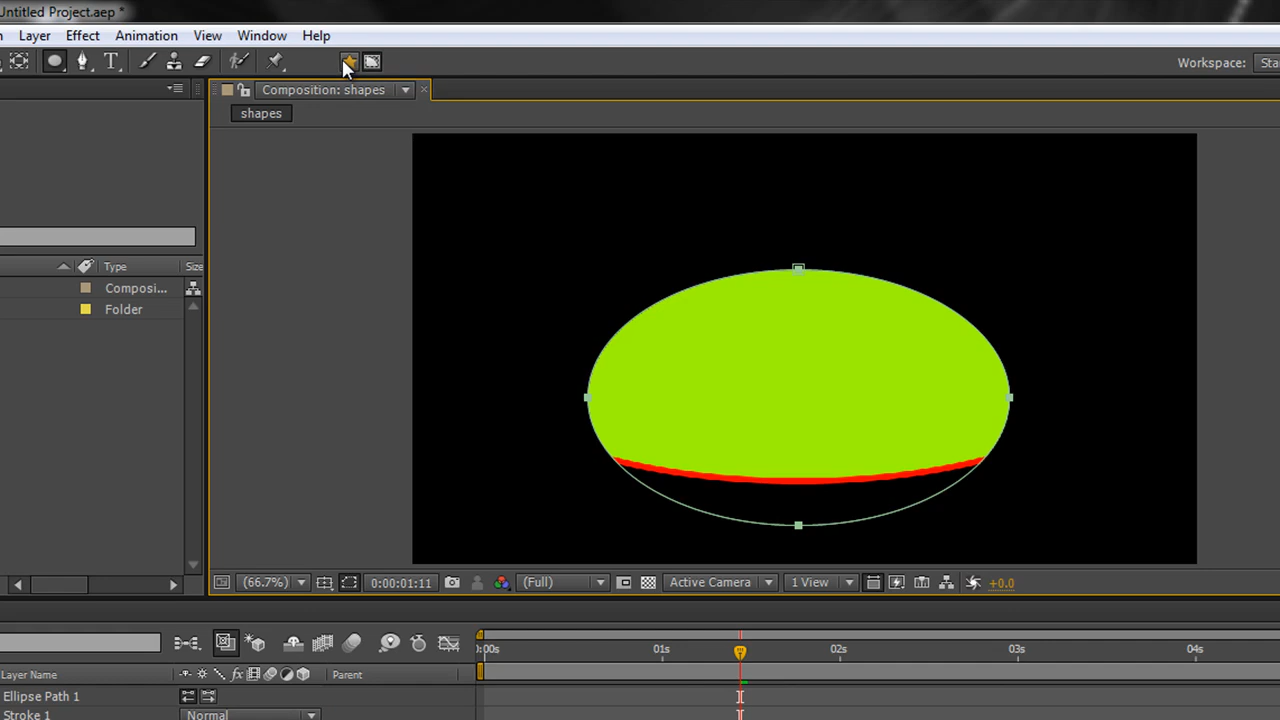 Untitled Project.aep *
Layer Effect Animation View Window Help
T
Workspace:
Composition: shapes
shapes
Type
Composi...
Folder
(66.7%) 0:00:01:11 (Full) Active Camera 1 View +0.0
:00s 01s 02s 03s 04s
Layer Name fx Parent
Ellipse Path 1
Stroke 1 Normal